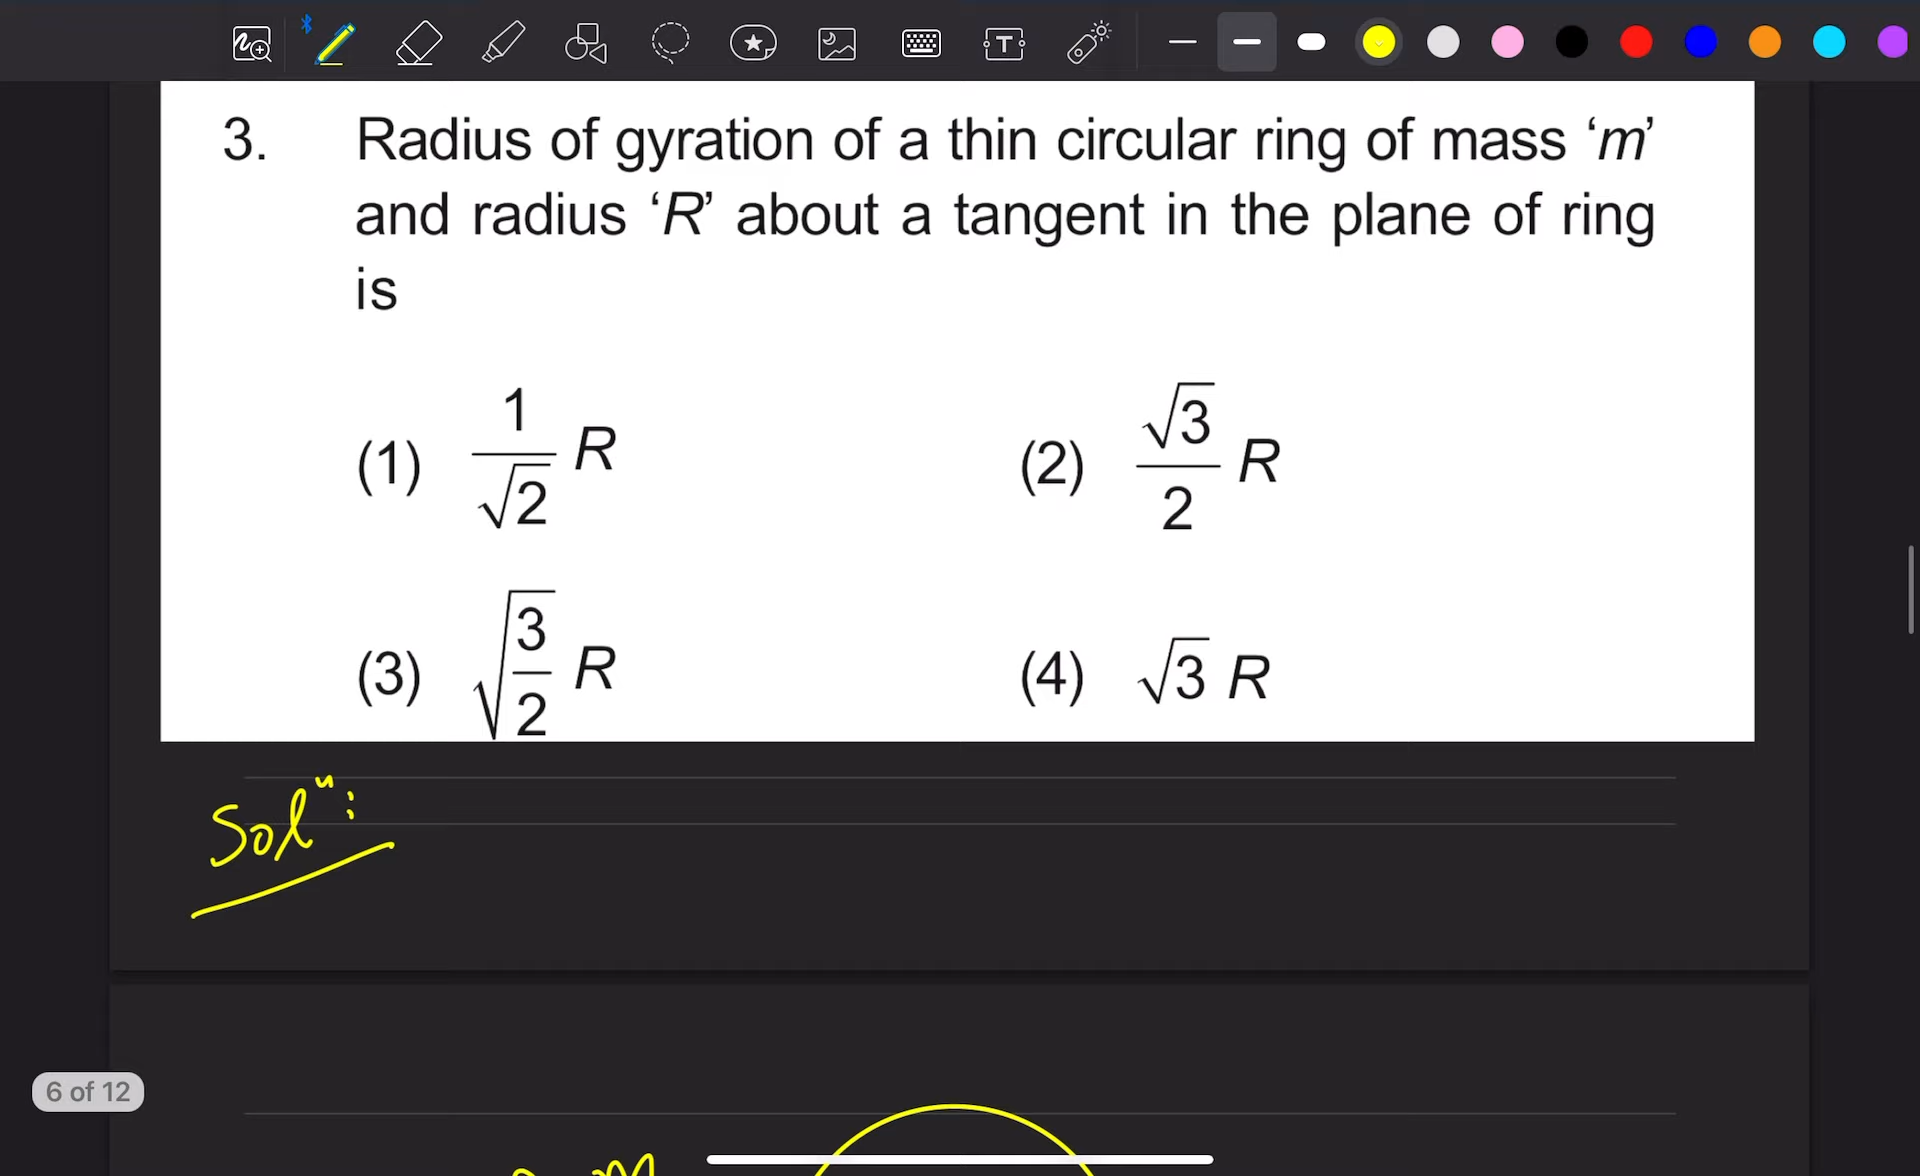 3. Radius of gyration of a thin circular ring of mass ‘m’
and radius ‘R’ about a tangent in the plane of ring
is
(1) 1/√2 R (2) √3/2 R
(3) √(3/2) R (4) √3 R
Solⁿ:
6 of 12
m